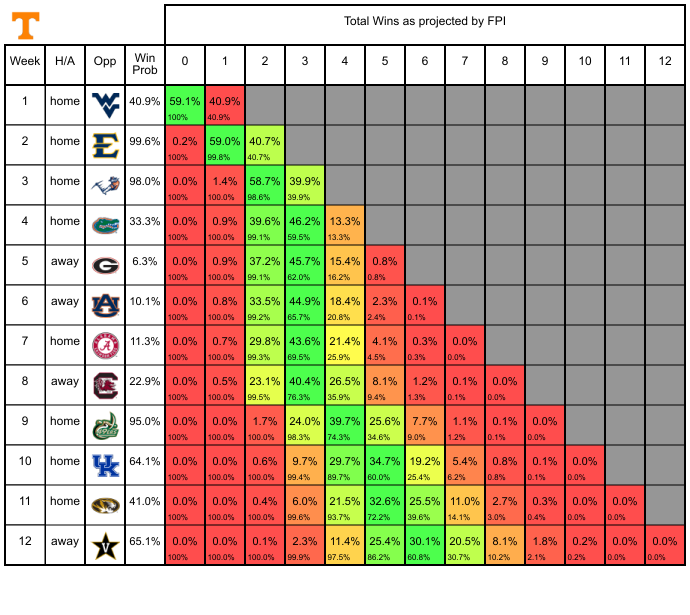 T
Total Wins as projected by FPI
Week H/A Opp Win Prob 0 1 2 3 4 5 6 7 8 9 10 11 12
1 home WV 40.9% 59.1% 40.9%
100% 40.9%
2 home E 99.6% 0.2% 59.0% 40.7%
100% 99.8% 40.7%
3 home 98.0% 0.0% 1.4% 58.7% 39.9%
100% 100.0% 98.6% 39.9%
4 home 33.3% 0.0% 0.9% 39.6% 46.2% 13.3%
100% 100.0% 99.1% 59.5% 13.3%
5 away G 6.3% 0.0% 0.9% 37.2% 45.7% 15.4% 0.8%
100% 100.0% 99.1% 62.0% 16.2% 0.8%
6 away AU 10.1% 0.0% 0.8% 33.5% 44.9% 18.4% 2.3% 0.1%
100% 100.0% 99.2% 65.7% 20.8% 2.4% 0.1%
7 home A 11.3% 0.0% 0.7% 29.8% 43.6% 21.4% 4.1% 0.3% 0.0%
100% 100.0% 99.3% 69.5% 25.9% 4.5% 0.3% 0.0%
8 away C 22.9% 0.0% 0.5% 23.1% 40.4% 26.5% 8.1% 1.2% 0.1% 0.0%
100% 100.0% 99.5% 76.3% 35.9% 9.4% 1.3% 0.1% 0.0%
9 home C 95.0% 0.0% 0.0% 1.7% 24.0% 39.7% 25.6% 7.7% 1.1% 0.1% 0.0%
100% 100.0% 100.0% 98.3% 74.3% 34.6% 9.0% 1.2% 0.1% 0.0%
10 home UK 64.1% 0.0% 0.0% 0.6% 9.7% 29.7% 34.7% 19.2% 5.4% 0.8% 0.1% 0.0%
100% 100.0% 100.0% 99.4% 89.7% 60.0% 25.4% 6.2% 0.8% 0.1% 0.0%
11 home 41.0% 0.0% 0.0% 0.4% 6.0% 21.5% 32.6% 25.5% 11.0% 2.7% 0.3% 0.0% 0.0%
100% 100.0% 100.0% 99.6% 93.7% 72.2% 39.6% 14.1% 3.0% 0.4% 0.0% 0.0%
12 away V 65.1% 0.0% 0.0% 0.1% 2.3% 11.4% 25.4% 30.1% 20.5% 8.1% 1.8% 0.2% 0.0% 0.0%
100% 100.0% 100.0% 99.9% 97.5% 86.2% 60.8% 30.7% 10.2% 2.1% 0.2% 0.0% 0.0%